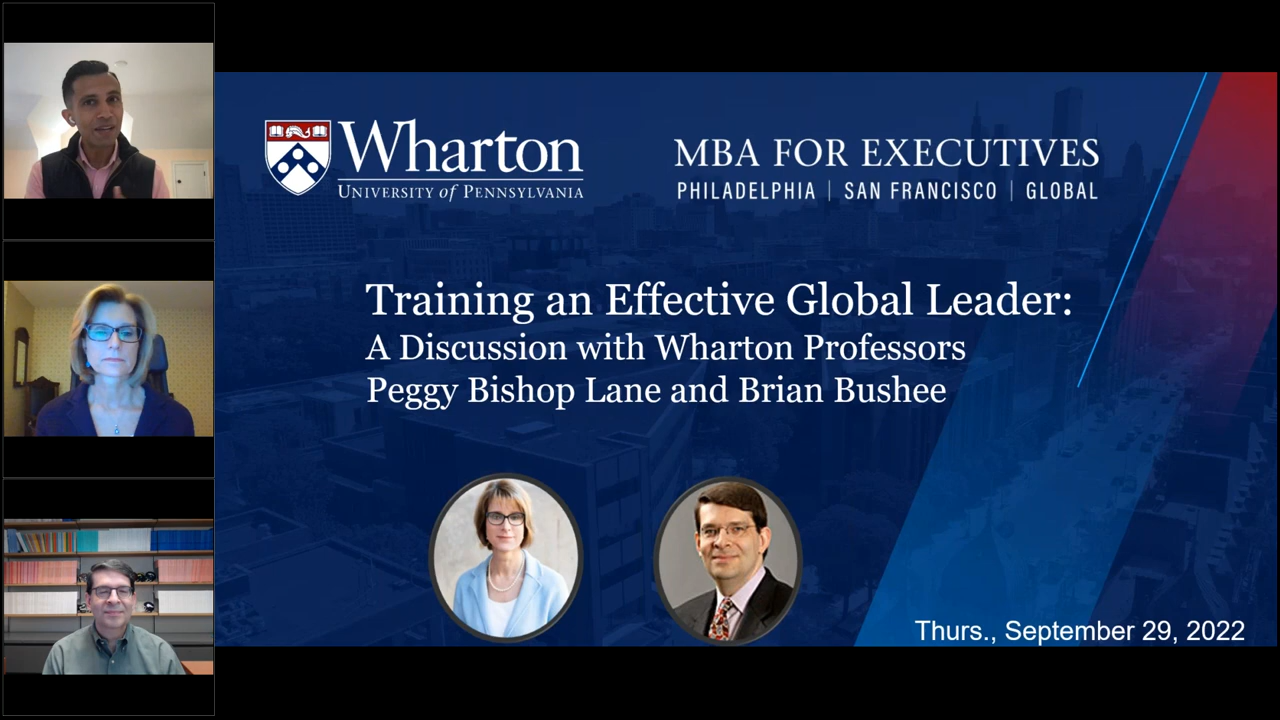 Wharton
UNIVERSITY of PENNSYLVANIA
MBA FOR EXECUTIVES
PHILADELPHIA | SAN FRANCISCO | GLOBAL
Training an Effective Global Leader:
A Discussion with Wharton Professors
Peggy Bishop Lane and Brian Bushee
Thurs., September 29, 2022